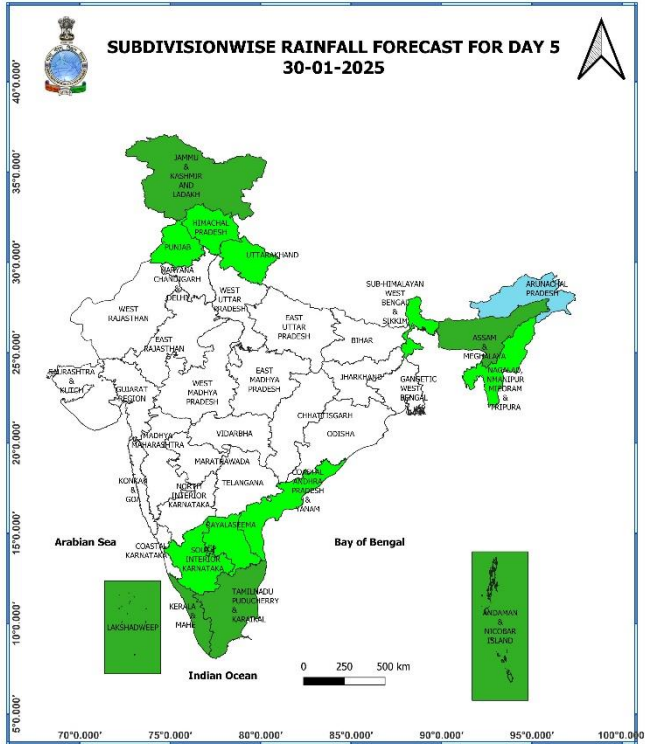 SUBDIVISIONWISE RAINFALL FORECAST FOR DAY 5
30-01-2025
40°0.000'
35°0.000'
30°0.000'
25°0.000'
20°0.000'
15°0.000'
10°0.000'
5°0.000'
JAMMU
&
KASHMIR
AND
LADAKH
HIMACHAL
PRADESH
PUNJAB
UTTARAKHAND
HARYANA
CHANDIGARH
&
DELHI
WEST
UTTAR
PRADESH
WEST
RAJASTHAN
EAST
RAJASTHAN
EAST
UTTAR
PRADESH
BIHAR
SUB-HIMALAYAN
WEST
BENGAL
&
SIKKIM
ARUNACHAL
PRADESH
ASSAM
&
MEGHALAYA
MIZORAM
&
TRIPURA
SAURASHTRA
&
KUTCH
GUJARAT
REGION
WEST
MADHYA
PRADESH
EAST
MADHYA
PRADESH
JHARKHAND
GANGETIC
WEST
BENGAL
CHHATTISGARH
ODISHA
MADHYA
MAHARASHTRA
VIDARBHA
MARATHWADA
TELANGANA
KONKAN
&
GOA
NORTH
INTERIOR
KARNATAKA
COASTAL
ANDHRA
PRADESH
&
YANAM
RAYALASEEMA
COASTAL
KARNATAKA
SOUTH
INTERIOR
KARNATAKA
Arabian Sea
Bay of Bengal
TAMILNADU
PUDUCHERRY
&
KARAIKAL
KERALA
&
MAHE
LAKSHADWEEP
ANDAMAN
&
NICOBAR
ISLAND
Indian Ocean
0 250 500 km
70°0.000' 75°0.000' 80°0.000' 85°0.000' 90°0.000' 95°0.000' 100°0.000'